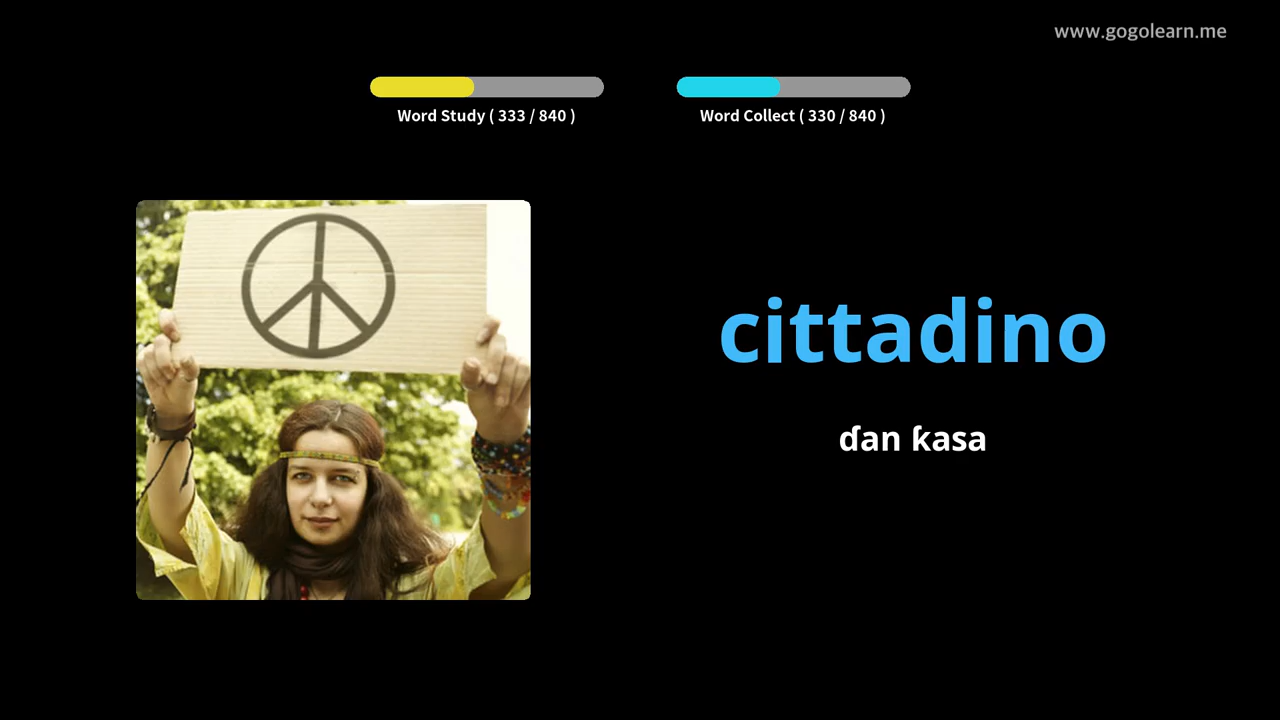 www.gogolearn.me
Word Study ( 333 / 840 )
Word Collect ( 330 / 840 )
cittadino
ɗan ƙasa